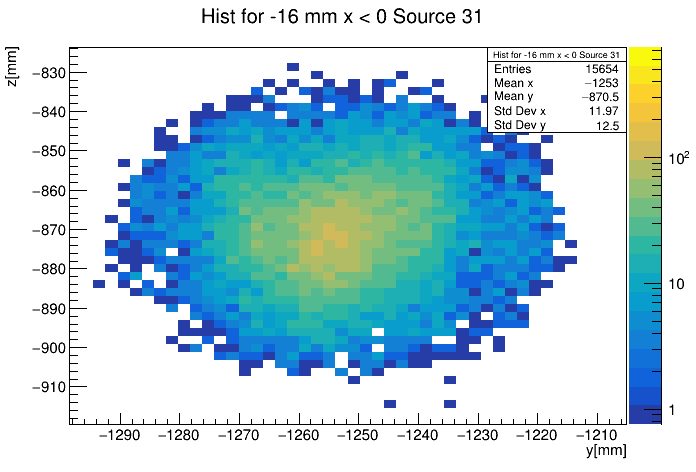 Hist for -16 mm x < 0 Source 31
z[mm]
−830
−840
−850
−860
−870
−880
−890
−900
−910
Hist for -16 mm x < 0 Source 31
Entries 15654
Mean x −1253
Mean y −870.5
Std Dev x 11.97
Std Dev y 12.5
10²
10
1
−1290 −1280 −1270 −1260 −1250 −1240 −1230 −1220 −1210
y[mm]